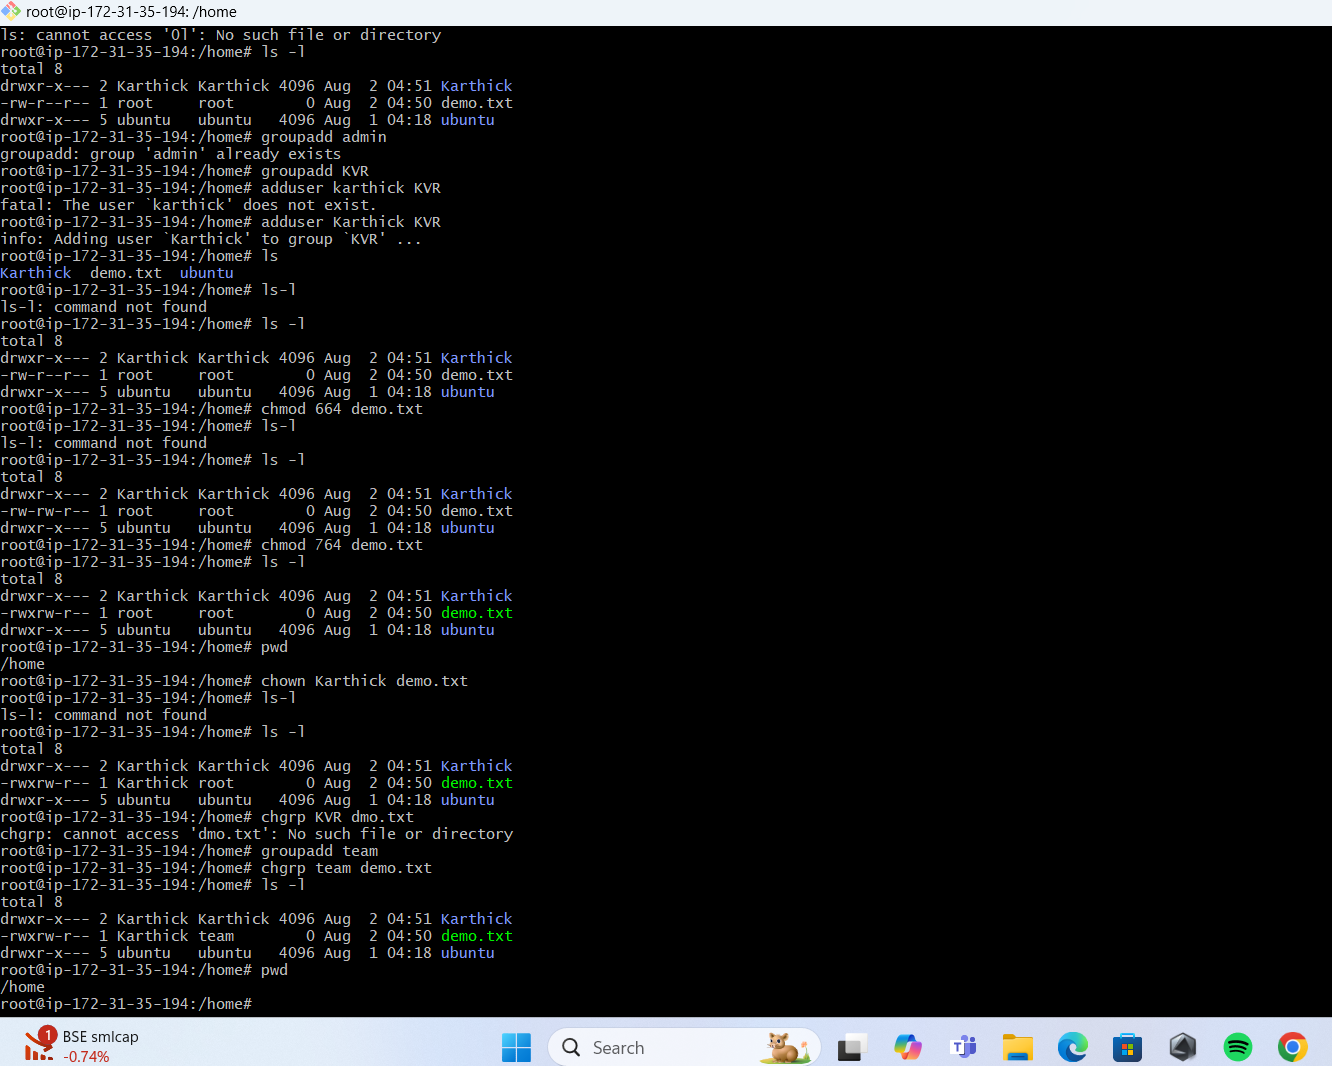 root@ip-172-31-35-194: /home
ls: cannot access 'Ol': No such file or directory
root@ip-172-31-35-194:/home# ls -l
total 8
drwxr-x--- 2 Karthick Karthick 4096 Aug  2 04:51 Karthick
-rw-r--r-- 1 root     root        0 Aug  2 04:50 demo.txt
drwxr-x--- 5 ubuntu   ubuntu   4096 Aug  1 04:18 ubuntu
root@ip-172-31-35-194:/home# groupadd admin
groupadd: group 'admin' already exists
root@ip-172-31-35-194:/home# groupadd KVR
root@ip-172-31-35-194:/home# adduser karthick KVR
fatal: The user `karthick' does not exist.
root@ip-172-31-35-194:/home# adduser Karthick KVR
info: Adding user `Karthick' to group `KVR' ...
root@ip-172-31-35-194:/home# ls
Karthick  demo.txt  ubuntu
root@ip-172-31-35-194:/home# ls-l
ls-l: command not found
root@ip-172-31-35-194:/home# ls -l
total 8
drwxr-x--- 2 Karthick Karthick 4096 Aug  2 04:51 Karthick
-rw-r--r-- 1 root     root        0 Aug  2 04:50 demo.txt
drwxr-x--- 5 ubuntu   ubuntu   4096 Aug  1 04:18 ubuntu
root@ip-172-31-35-194:/home# chmod 664 demo.txt
root@ip-172-31-35-194:/home# ls-l
ls-l: command not found
root@ip-172-31-35-194:/home# ls -l
total 8
drwxr-x--- 2 Karthick Karthick 4096 Aug  2 04:51 Karthick
-rw-rw-r-- 1 root     root        0 Aug  2 04:50 demo.txt
drwxr-x--- 5 ubuntu   ubuntu   4096 Aug  1 04:18 ubuntu
root@ip-172-31-35-194:/home# chmod 764 demo.txt
root@ip-172-31-35-194:/home# ls -l
total 8
drwxr-x--- 2 Karthick Karthick 4096 Aug  2 04:51 Karthick
-rwxrw-r-- 1 root     root        0 Aug  2 04:50 demo.txt
drwxr-x--- 5 ubuntu   ubuntu   4096 Aug  1 04:18 ubuntu
root@ip-172-31-35-194:/home# pwd
/home
root@ip-172-31-35-194:/home# chown Karthick demo.txt
root@ip-172-31-35-194:/home# ls-l
ls-l: command not found
root@ip-172-31-35-194:/home# ls -l
total 8
drwxr-x--- 2 Karthick Karthick 4096 Aug  2 04:51 Karthick
-rwxrw-r-- 1 Karthick root        0 Aug  2 04:50 demo.txt
drwxr-x--- 5 ubuntu   ubuntu   4096 Aug  1 04:18 ubuntu
root@ip-172-31-35-194:/home# chgrp KVR dmo.txt
chgrp: cannot access 'dmo.txt': No such file or directory
root@ip-172-31-35-194:/home# groupadd team
root@ip-172-31-35-194:/home# chgrp team demo.txt
root@ip-172-31-35-194:/home# ls -l
total 8
drwxr-x--- 2 Karthick Karthick 4096 Aug  2 04:51 Karthick
-rwxrw-r-- 1 Karthick team        0 Aug  2 04:50 demo.txt
drwxr-x--- 5 ubuntu   ubuntu   4096 Aug  1 04:18 ubuntu
root@ip-172-31-35-194:/home# pwd
/home
root@ip-172-31-35-194:/home#
1
BSE smlcap
-0.74%
Search